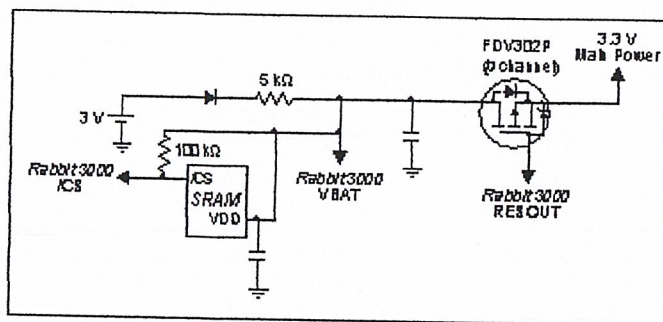 FDV302P
(p channel)
3.3 V
Main Power
5 kΩ
3 V
100 kΩ
Rabbit3000
/CS
/CS
SRAM
VDD
Rabbit3000
VBAT
Rabbit3000
RESOUT